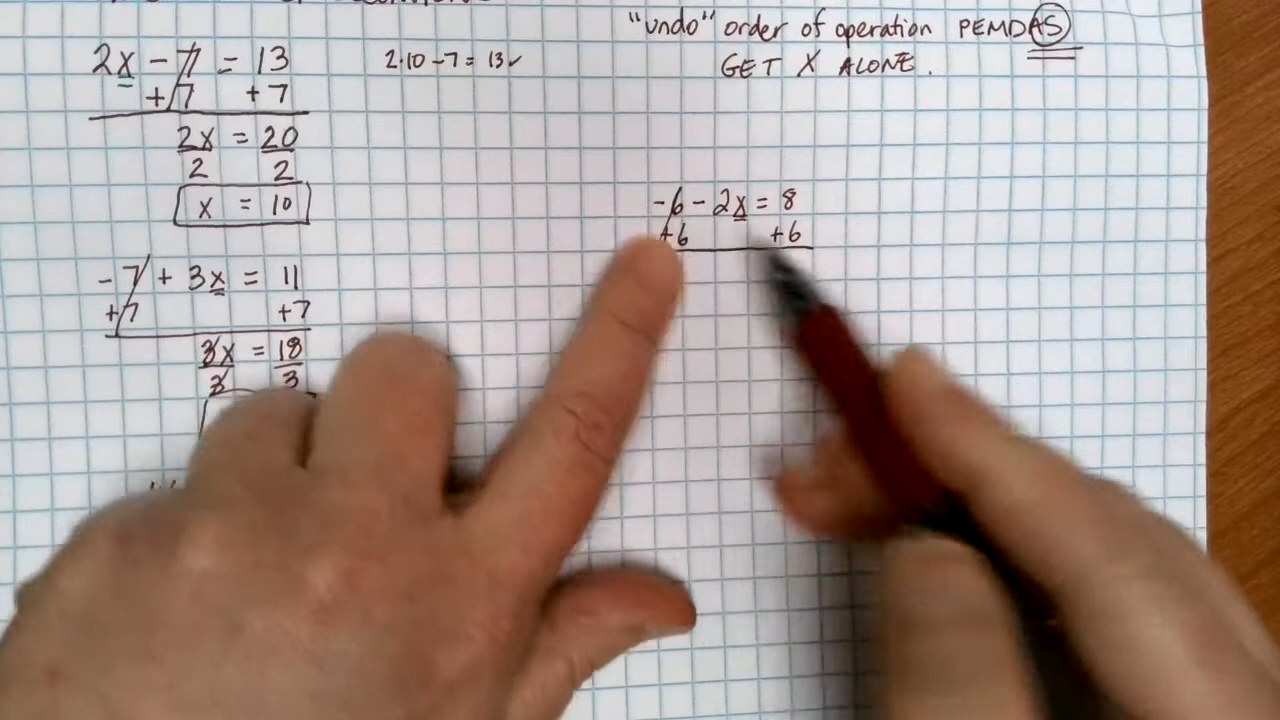 2x - 7 = 13
+7 +7
2x = 20
2 2
x = 10
2·10 - 7 = 13 ✓
-7 + 3x = 11
+7 +7
3x = 18
3 3
"undo" order of operation PEMDAS
GET X ALONE.
-6 - 2x = 8
+6 +6